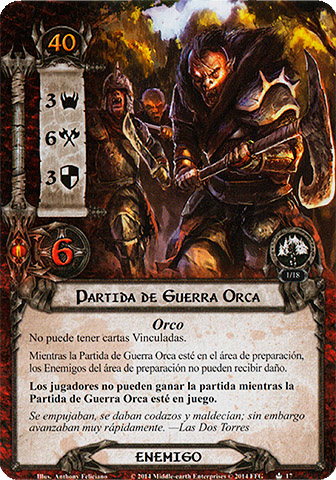 40
3
6
3
6
1/18
Partida de Guerra Orca
Orco
No puede tener cartas Vinculadas.
Mientras la Partida de Guerra Orca esté en el área de preparación,
los Enemigos del área de preparación no pueden recibir daño.
Los jugadores no pueden ganar la partida mientras la
Partida de Guerra Orca esté en juego.
Se empujaban, se daban codazos y maldecían; sin embargo
avanzaban muy rápidamente. —Las Dos Torres
ENEMIGO
Illus. Anthony Feliciano © 2014 Middle-earth Enterprises © 2014 FFG 17